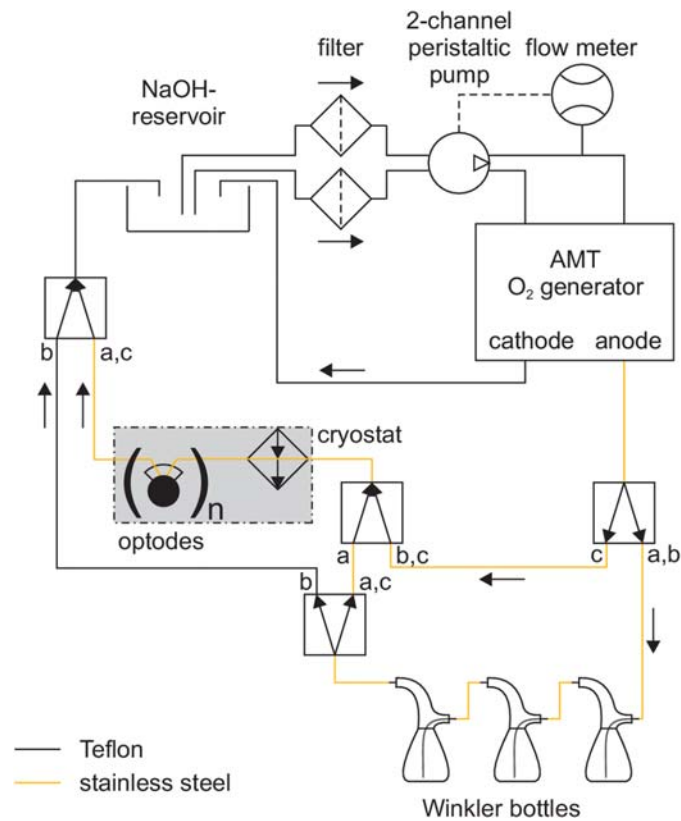 2-channel
peristaltic
pump
filter
flow meter
NaOH-
reservoir
AMT
O₂ generator
cathode anode
b a,c
cryostat
( )n
optodes
a b,c
c a,b
b a,c
Teflon
stainless steel
Winkler bottles